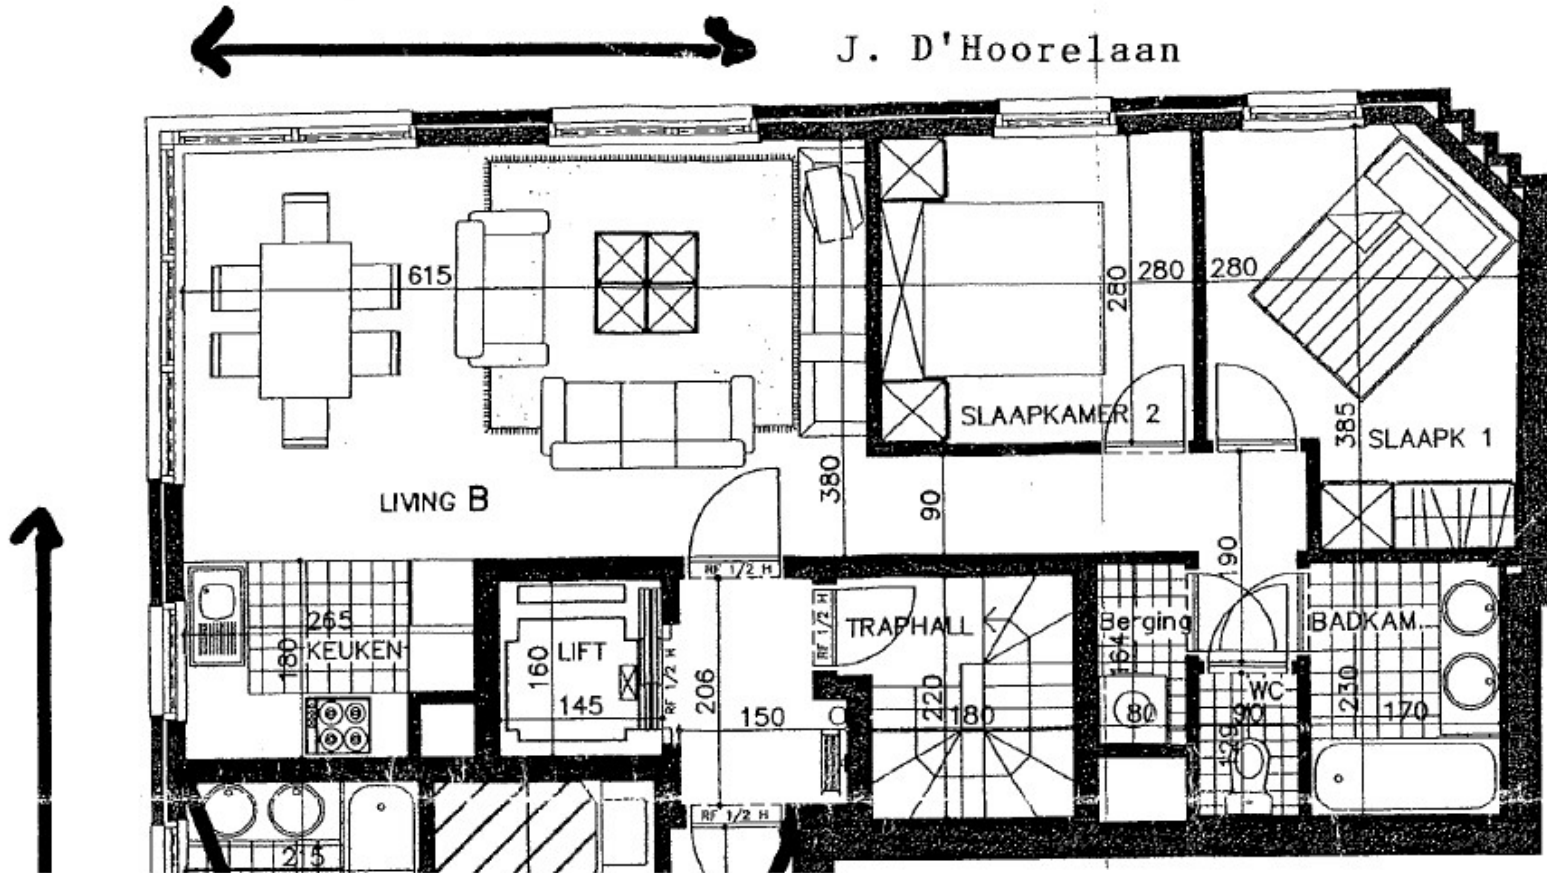 J. D'Hoorelaan
615
280
280
280
SLAAPKAMER 2
385
SLAAPK 1
LIVING B
380
90
190
RF 1/2 H
265
KEUKEN
180
LIFT
160
145
RF 1/2 H
206
150
RF 1/2 H
TRAPHALL
220
180
Berging
164
80
WC
90
129
BADKAM.
230
170
RF 1/2 H
215